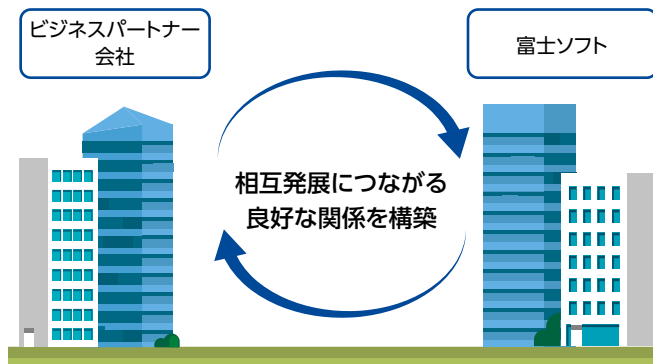 ビジネスパートナー
会社
富士ソフト
相互発展につながる
良好な関係を構築